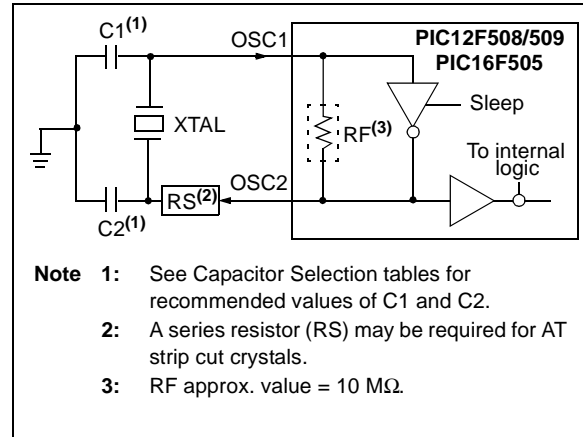 C1(1)
OSC1
PIC12F508/509
PIC16F505
Sleep
XTAL
RF(3)
To internal
logic
OSC2
RS(2)
C2(1)
Note 1: See Capacitor Selection tables for
recommended values of C1 and C2.
2: A series resistor (RS) may be required for AT
strip cut crystals.
3: RF approx. value = 10 MΩ.